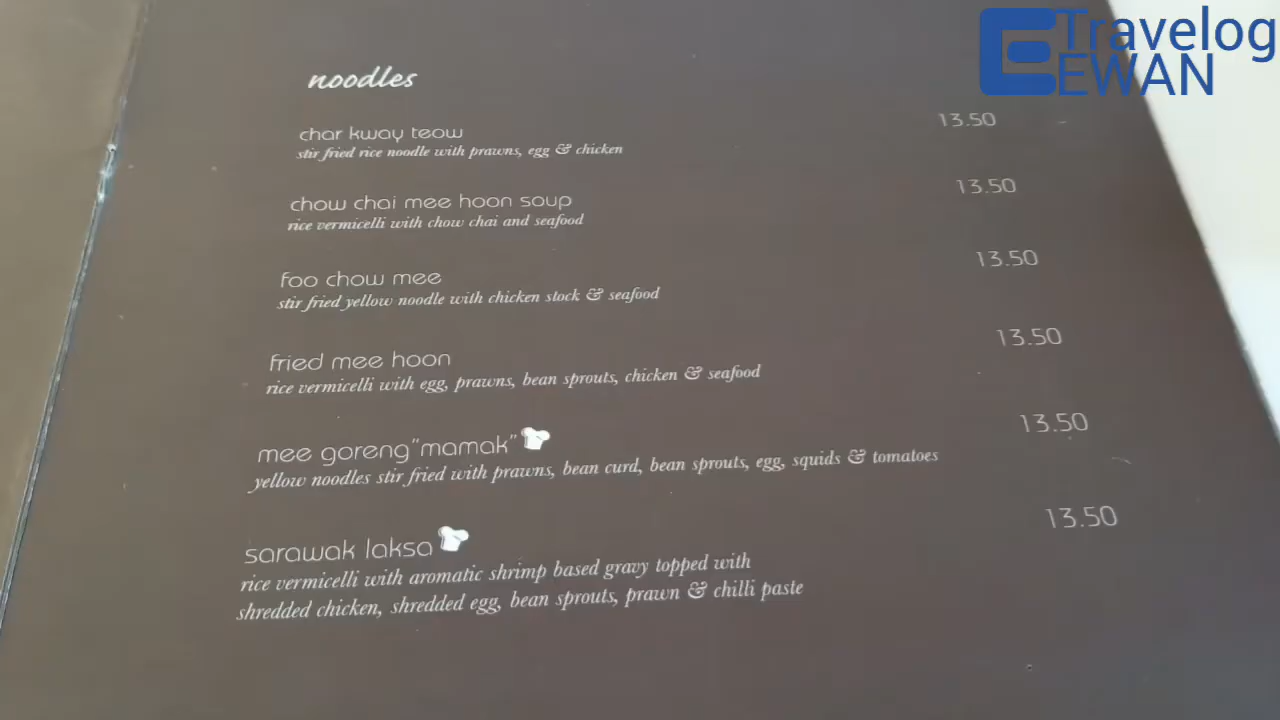 Travelog
EWAN
noodles
char kway teow 13.50
stir fried rice noodle with prawns, egg & chicken
chow chai mee hoon soup 13.50
rice vermicelli with chow chai and seafood
foo chow mee 13.50
stir fried yellow noodle with chicken stock & seafood
fried mee hoon 13.50
rice vermicelli with egg, prawns, bean sprouts, chicken & seafood
mee goreng "mamak" 13.50
yellow noodles stir fried with prawns, bean curd, bean sprouts, egg, squids & tomatoes
sarawak laksa 13.50
rice vermicelli with aromatic shrimp based gravy topped with
shredded chicken, shredded egg, bean sprouts, prawn & chilli paste